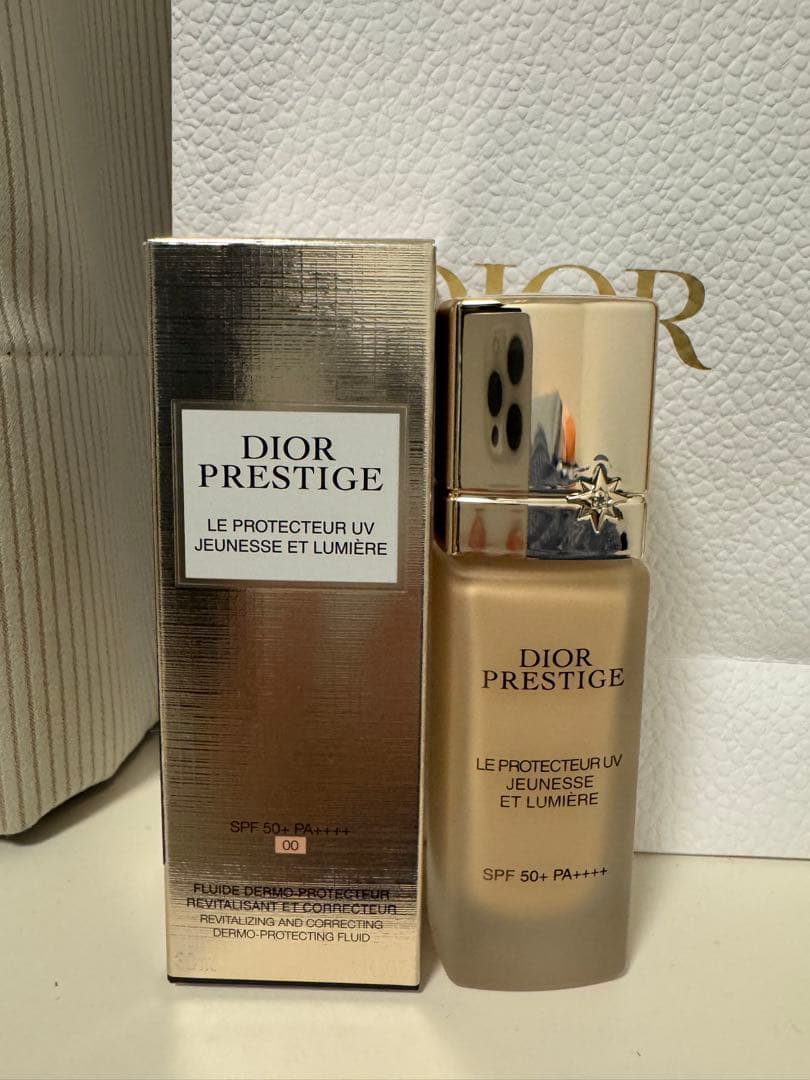 DIOR
DIOR
PRESTIGE
LE PROTECTEUR UV
JEUNESSE ET LUMIÈRE
SPF 50+ PA++++
00
FLUIDE DERMO-PROTECTEUR
REVITALISANT ET CORRECTEUR
REVITALIZING AND CORRECTING
DERMO-PROTECTING FLUID
DIOR
PRESTIGE
LE PROTECTEUR UV
JEUNESSE
ET LUMIÈRE
SPF 50+ PA++++